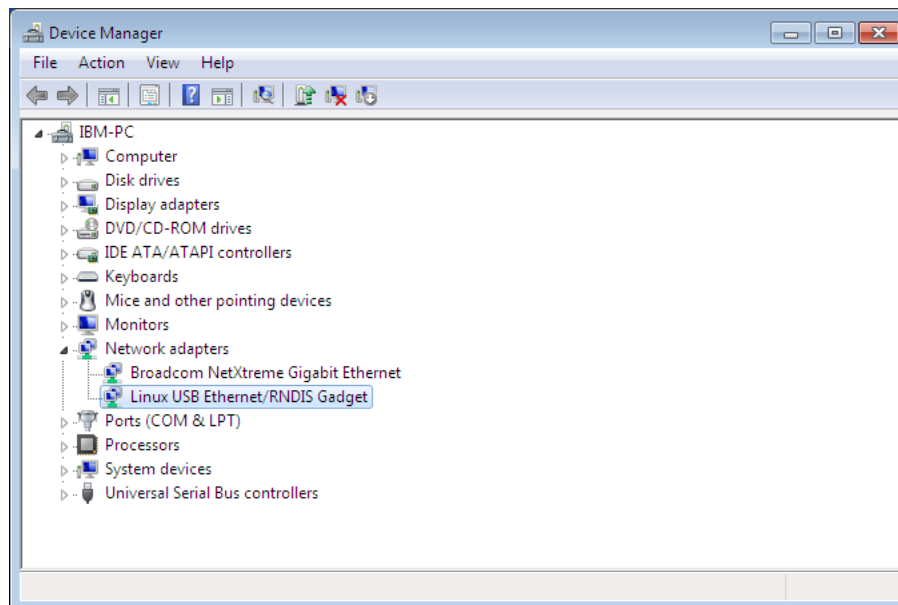 Device Manager
File Action View Help
IBM-PC
Computer
Disk drives
Display adapters
DVD/CD-ROM drives
IDE ATA/ATAPI controllers
Keyboards
Mice and other pointing devices
Monitors
Network adapters
Broadcom NetXtreme Gigabit Ethernet
Linux USB Ethernet/RNDIS Gadget
Ports (COM & LPT)
Processors
System devices
Universal Serial Bus controllers